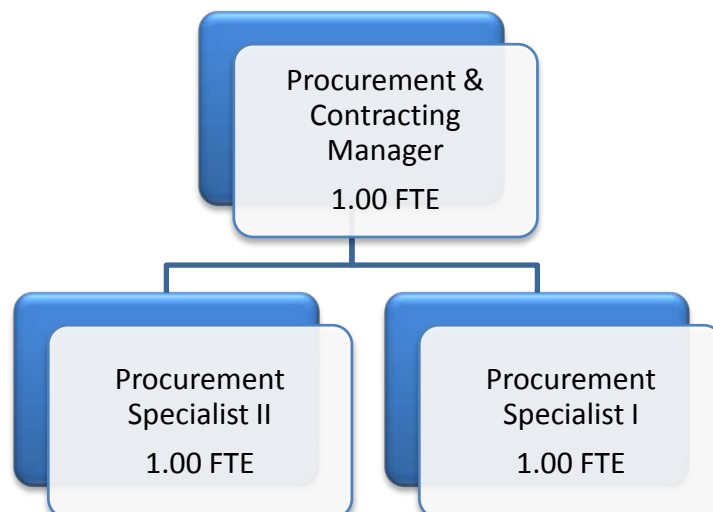 Procurement &
Contracting
Manager
1.00 FTE
Procurement
Specialist II
1.00 FTE
Procurement
Specialist I
1.00 FTE